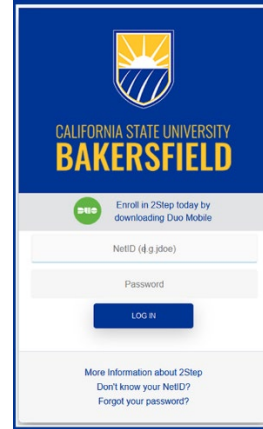 CALIFORNIA STATE UNIVERSITY
BAKERSFIELD
DUO
Enroll in 2Step today by
downloading Duo Mobile
NetID (e.g.jdoe)
Password
LOG IN
More Information about 2Step
Don't know your NetID?
Forgot your password?